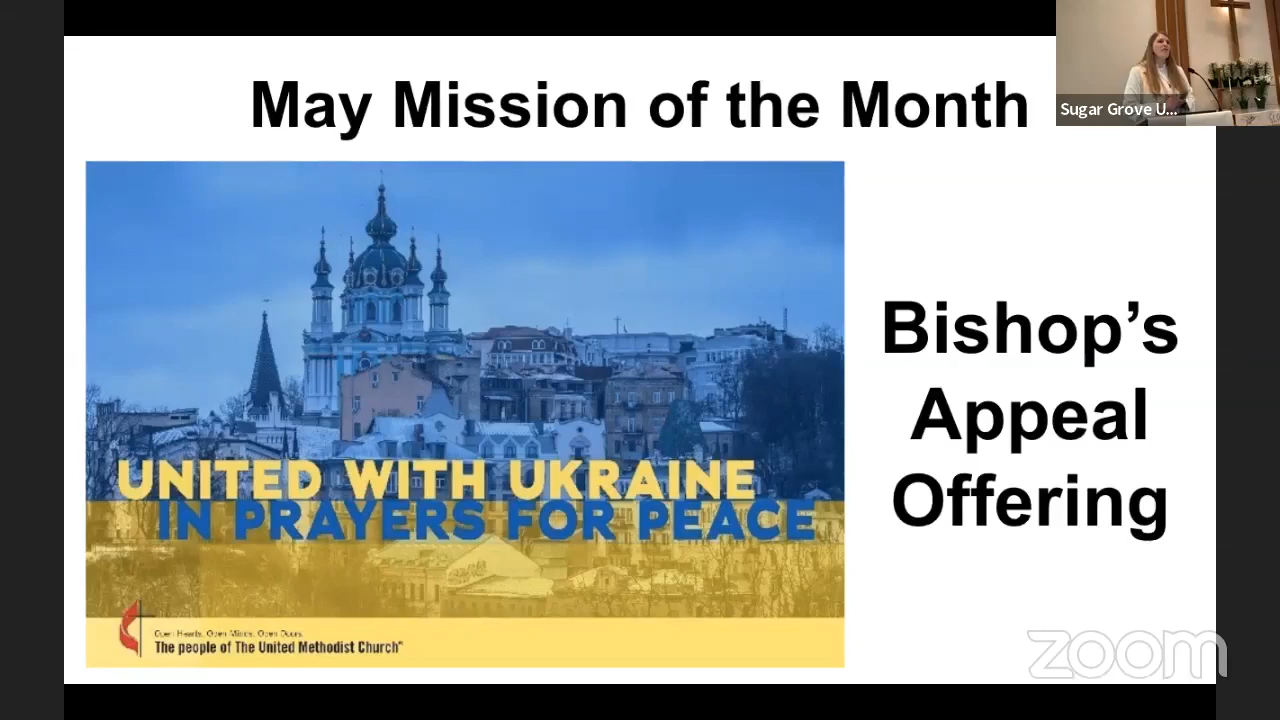 May Mission of the Month
Sugar Grove U...
UNITED WITH UKRAINE
IN PRAYERS FOR PEACE
Open Hearts. Open Minds. Open Doors.
The people of The United Methodist Church™
Bishop's
Appeal
Offering
zoom